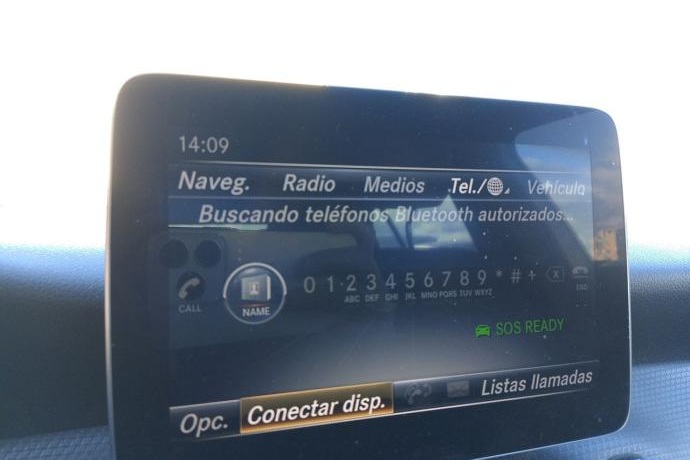 14:09
Naveg. Radio Medios Tel./ Vehículo
Buscando teléfonos Bluetooth autorizados...
0 1 2 3 4 5 6 7 8 9 * # +
ABC DEF GHI JKL MNO PQRS TUV WXYZ
CALL NAME END
SOS READY
Opc. Conectar disp. Listas llamadas